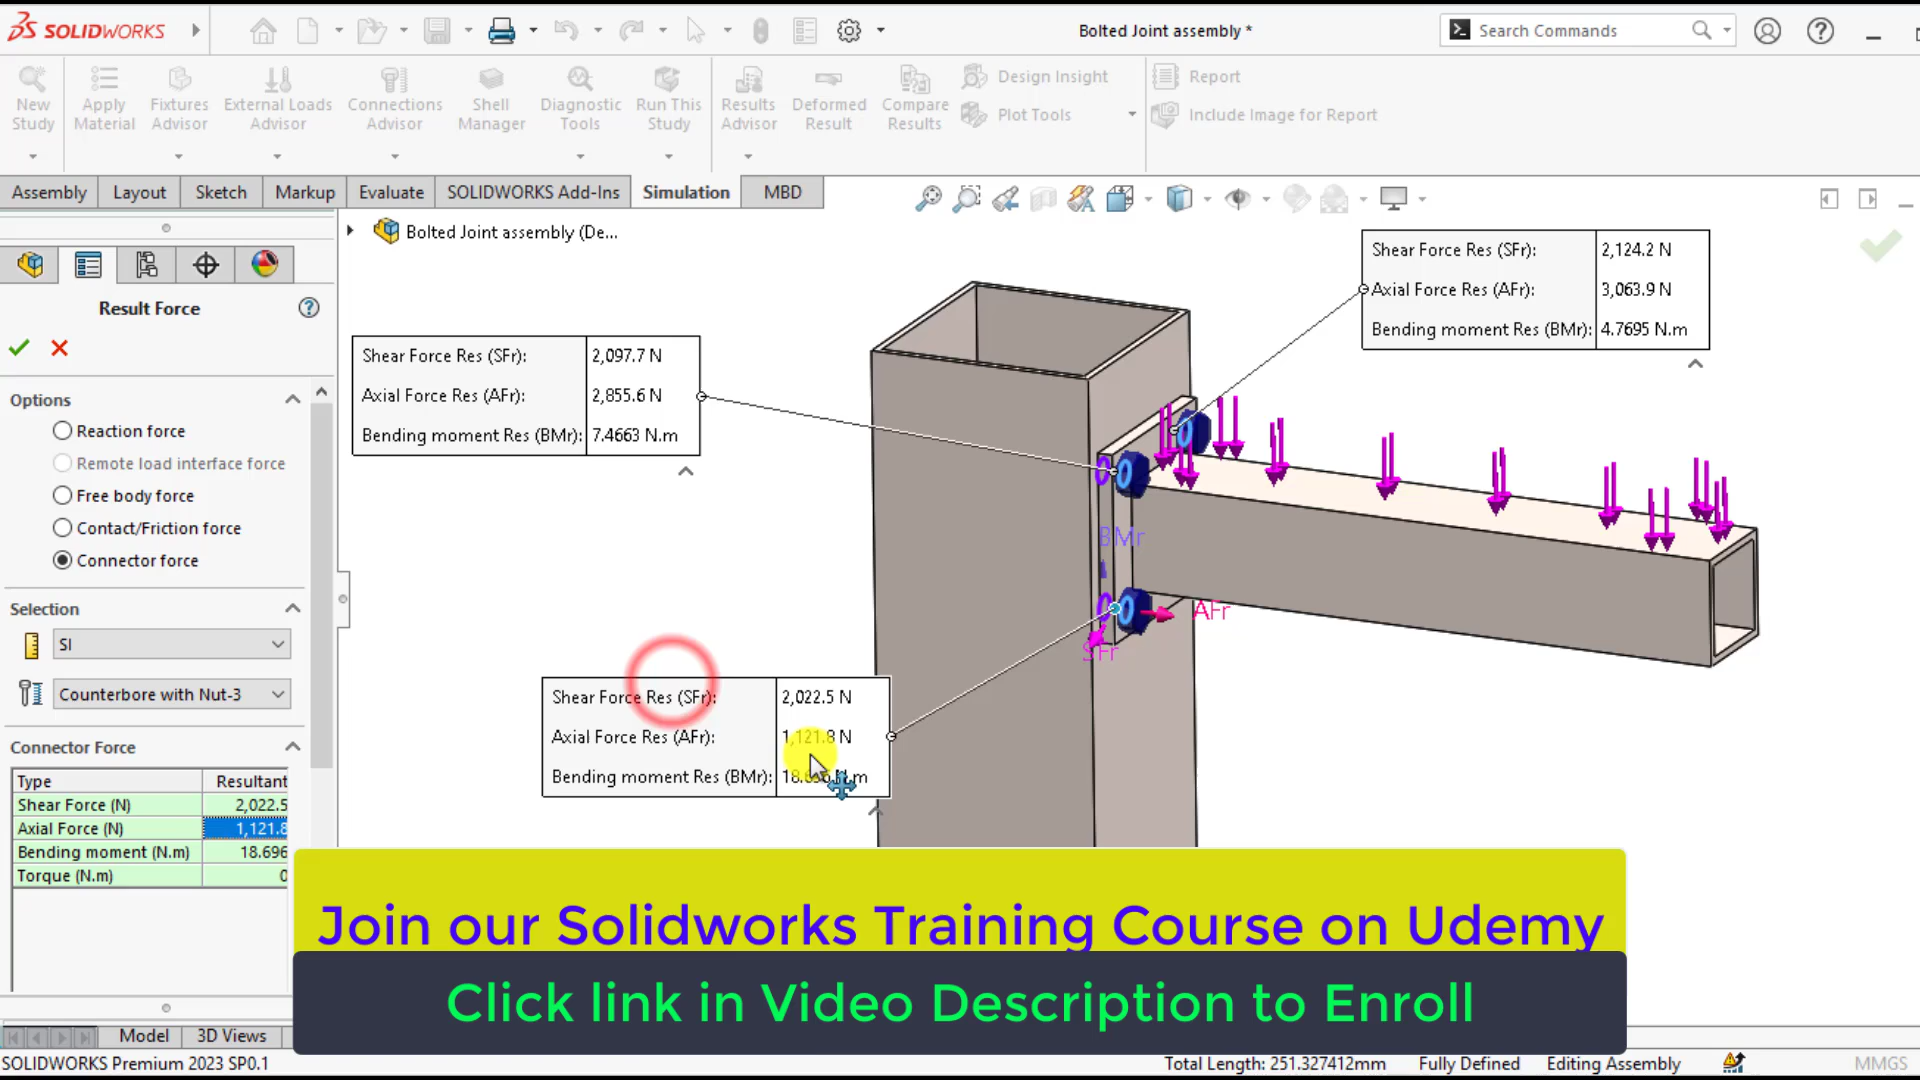 SOLIDWORKS
Bolted Joint assembly *
Search Commands
New Study
Apply Material
Fixtures Advisor
External Loads Advisor
Connections Advisor
Shell Manager
Diagnostic Tools
Run This Study
Results Advisor
Deformed Result
Compare Results
Design Insight
Plot Tools
Report
Include Image for Report
Assembly Layout Sketch Markup Evaluate SOLIDWORKS Add-Ins Simulation MBD
Bolted Joint assembly (De...
Result Force
Options
Reaction force
Remote load interface force
Free body force
Contact/Friction force
Connector force
Selection
SI
Counterbore with Nut-3
Connector Force
Type Resultant
Shear Force (N) 2,022.5
Axial Force (N) 1,121.8
Bending moment (N.m) 18.696
Torque (N.m) 0
Shear Force Res (SFr): 2,097.7 N
Axial Force Res (AFr): 2,855.6 N
Bending moment Res (BMr): 7.4663 N.m
Shear Force Res (SFr): 2,124.2 N
Axial Force Res (AFr): 3,063.9 N
Bending moment Res (BMr): 4.7695 N.m
BMr
AFr
SFr
Shear Force Res (SFr): 2,022.5 N
Axial Force Res (AFr): 1,121.8 N
Bending moment Res (BMr):
Join our Solidworks Training Course on Udemy
Click link in Video Description to Enroll
Model 3D Views
SOLIDWORKS Premium 2023 SP0.1
Total Length: 251.327412mm Fully Defined Editing Assembly MMGS